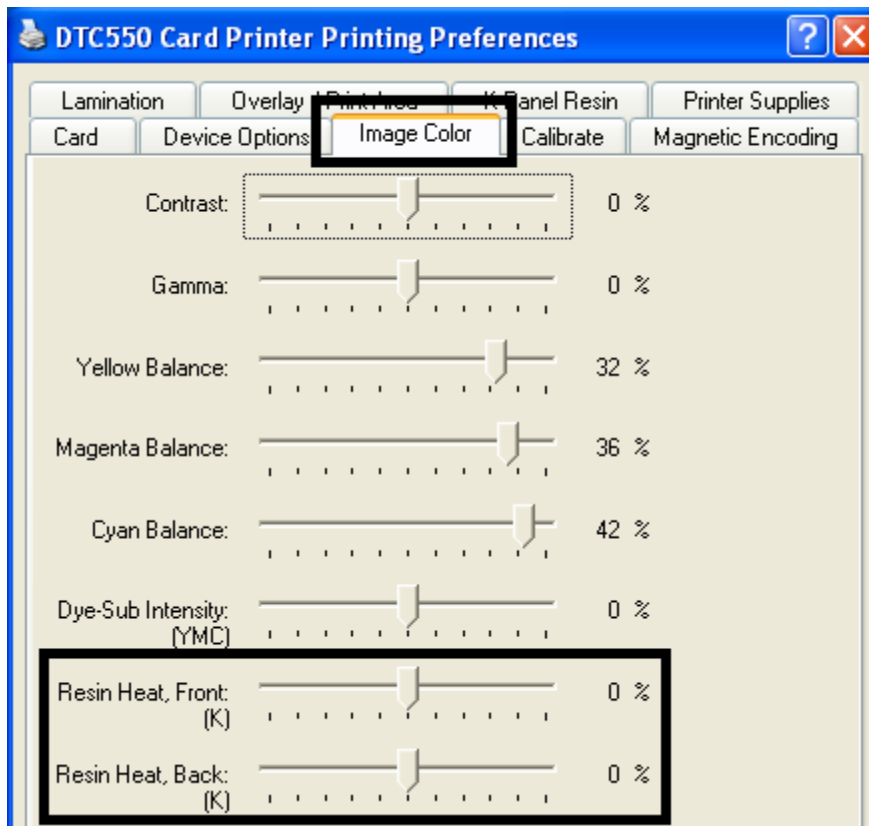 DTC550 Card Printer Printing Preferences
Lamination Overlay / Print Area K Panel Resin Printer Supplies
Card Device Options Image Color Calibrate Magnetic Encoding
Contrast: 0 %
Gamma: 0 %
Yellow Balance: 32 %
Magenta Balance: 36 %
Cyan Balance: 42 %
Dye-Sub Intensity: 0 %
(YMC)
Resin Heat, Front: 0 %
(K)
Resin Heat, Back: 0 %
(K)